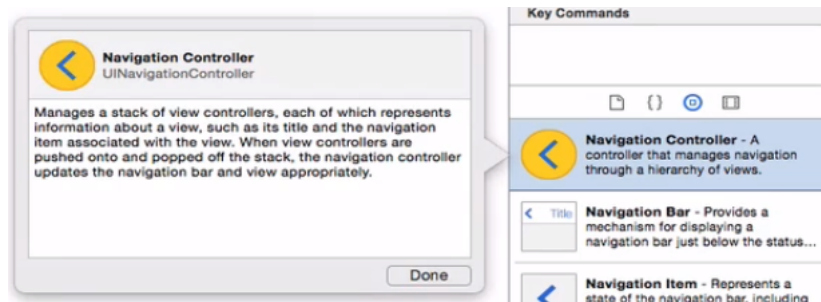 Navigation Controller
UINavigationController
Manages a stack of view controllers, each of which represents
information about a view, such as its title and the navigation
item associated with the view. When view controllers are
pushed onto and popped off the stack, the navigation controller
updates the navigation bar and view appropriately.
Done
Key Commands
{}
Navigation Controller - A
controller that manages navigation
through a hierarchy of views.
Title
Navigation Bar - Provides a
mechanism for displaying a
navigation bar just below the status...
Navigation Item - Represents a
state of the navigation bar, including